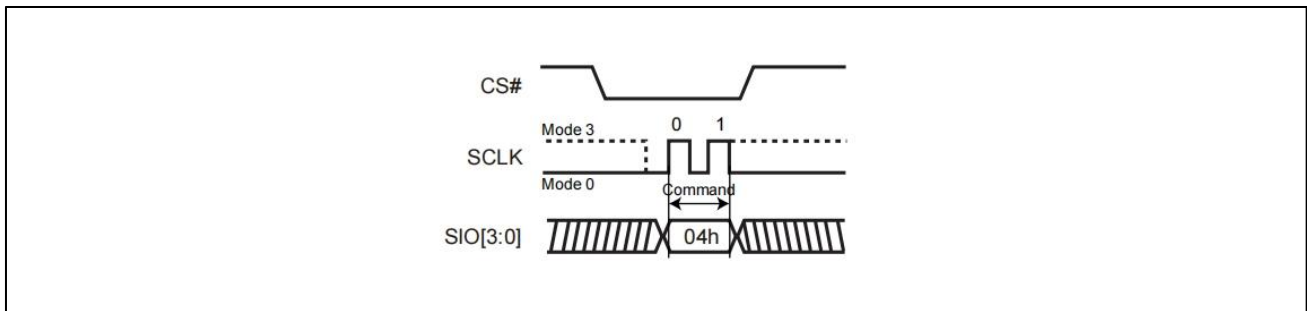 CS#
Mode 3
0 1
SCLK
Mode 0
Command
SIO[3:0]
04h